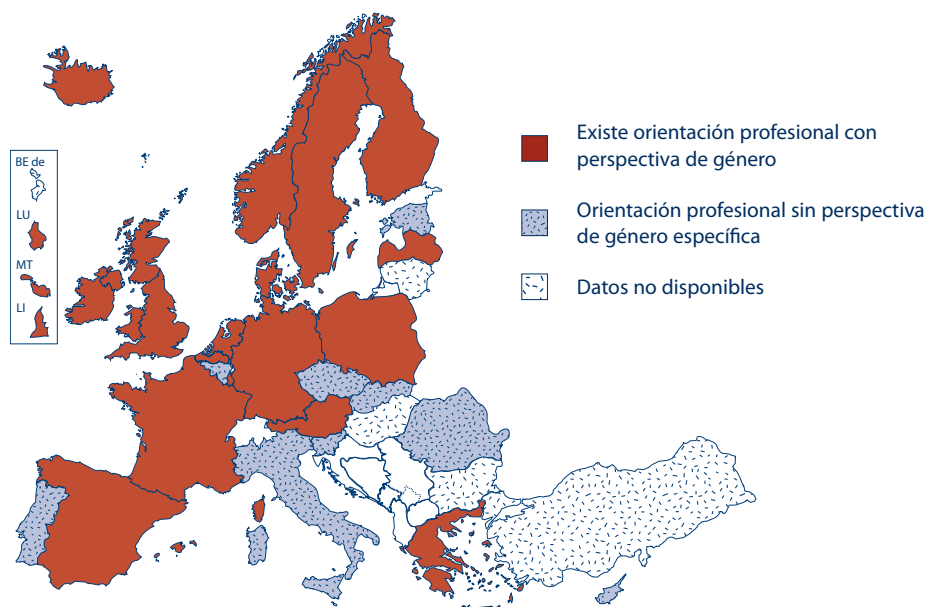 Existe orientación profesional con
perspectiva de género
BE de
Orientación profesional sin perspectiva
de género específica
LU
MT
Datos no disponibles
LI